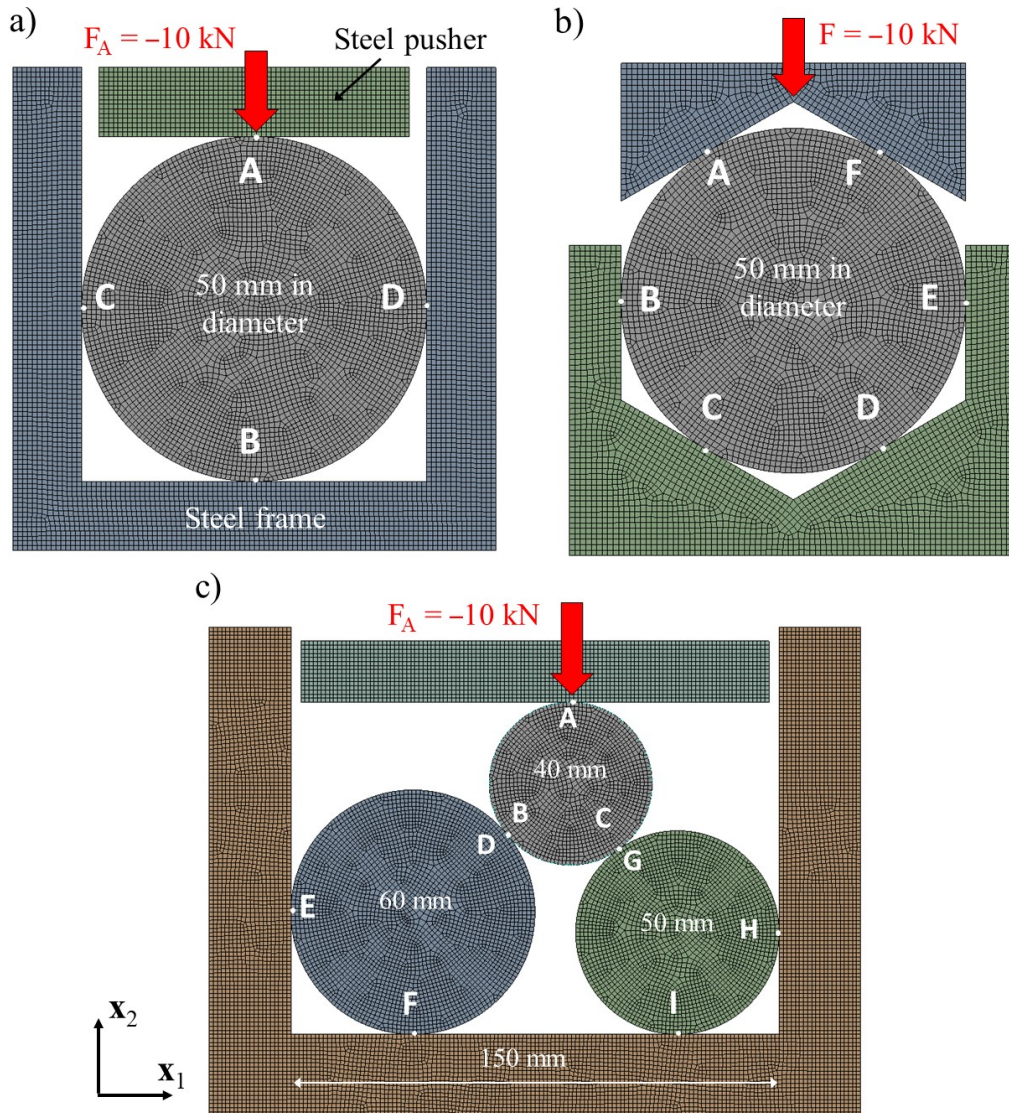 a)
F_A = –10 kN
Steel pusher
A
C
50 mm in
diameter
D
B
Steel frame
b)
F = –10 kN
A
F
B
50 mm in
diameter
E
C
D
c)
F_A = –10 kN
A
40 mm
B
C
D
G
E
60 mm
50 mm
H
F
I
150 mm
x₂
x₁